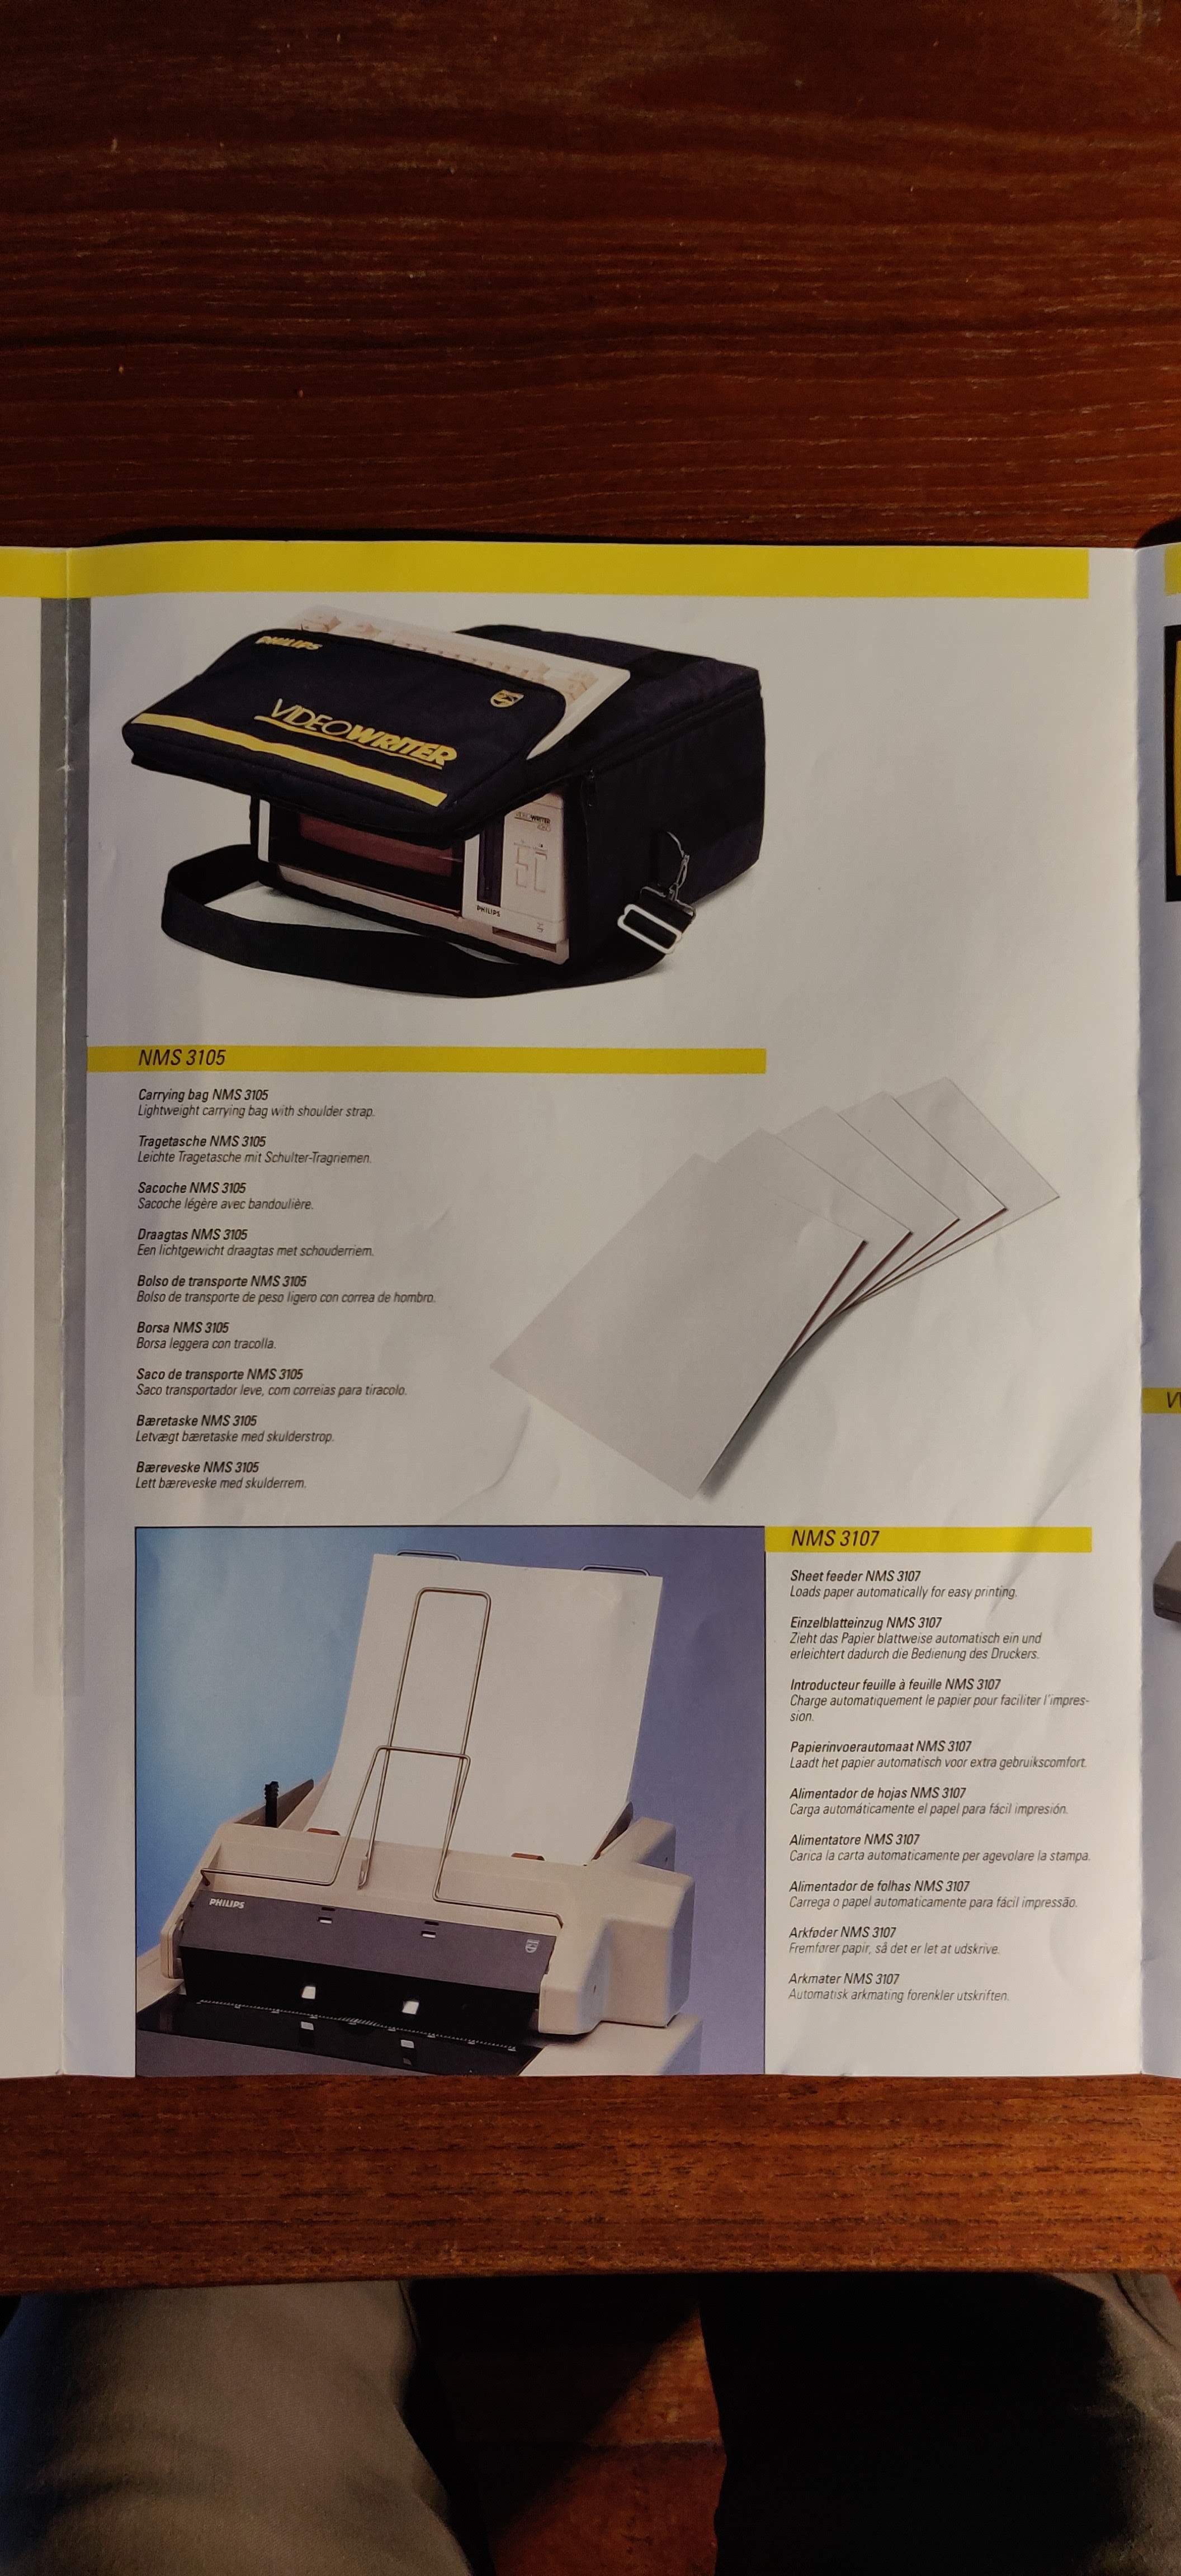 PHILIPS
VIDEOWRITER
VIDEOWRITER
PHILIPS
NMS 3105
Carrying bag NMS 3105
Lightweight carrying bag with shoulder strap.
Tragetasche NMS 3105
Leichte Tragetasche mit Schulter-Tragriemen.
Sacoche NMS 3105
Sacoche légère avec bandoulière.
Draagtas NMS 3105
Een lichtgewicht draagtas met schouderriem.
Bolso de transporte NMS 3105
Bolso de transporte de peso ligero con correa de hombro.
Borsa NMS 3105
Borsa leggera con tracolla.
Saco de transporte NMS 3105
Saco transportador leve, com correias para tiracolo.
Bæretaske NMS 3105
Letvægt bæretaske med skulderstrop.
Bæreveske NMS 3105
Lett bæreveske med skulderrem.
PHILIPS
NMS 3107
Sheet feeder NMS 3107
Loads paper automatically for easy printing.
Einzelblatteinzug NMS 3107
Zieht das Papier blattweise automatisch ein und
erleichtert dadurch die Bedienung des Druckers.
Introducteur feuille à feuille NMS 3107
Charge automatiquement le papier pour faciliter l'impres-
sion.
Papierinvoerautomaat NMS 3107
Laadt het papier automatisch voor extra gebruikscomfort.
Alimentador de hojas NMS 3107
Carga automáticamente el papel para fácil impresión.
Alimentatore NMS 3107
Carica la carta automaticamente per agevolare la stampa.
Alimentador de folhas NMS 3107
Carrega o papel automaticamente para fácil impressão.
Arkføder NMS 3107
Fremfører papir, så det er let at udskrive.
Arkmater NMS 3107
Automatisk arkmating forenkler utskriften.